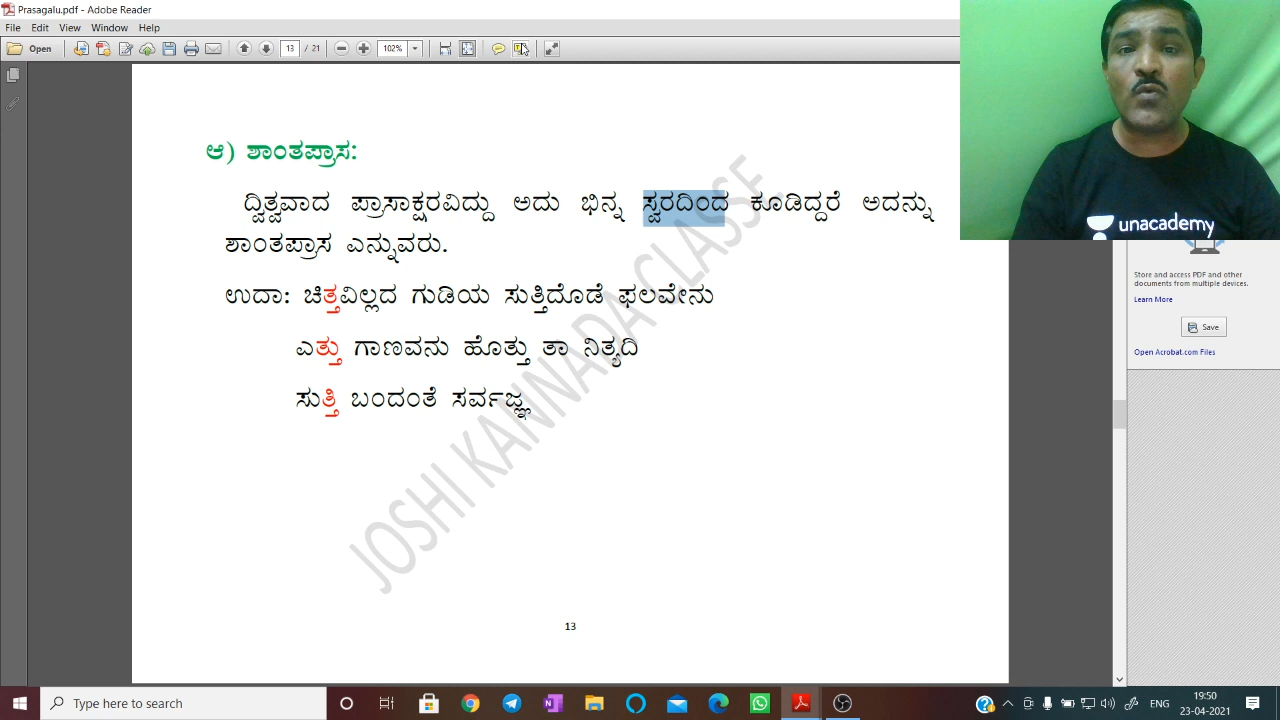 Prasagalu.pdf - Adobe Reader
File Edit View Window Help
Open 13 / 21 102%
ಆ) ಶಾಂತಪ್ರಾಸ:
ದ್ವಿತ್ವವಾದ ಪ್ರಾಸಾಕ್ಷರವಿದ್ದು ಅದು ಭಿನ್ನ ಸ್ವರದಿಂದ ಕೂಡಿದ್ದರೆ ಅದನ್ನು
ಶಾಂತಪ್ರಾಸ ಎನ್ನುವರು.
ಉದಾ: ಚಿತ್ತವಿಲ್ಲದ ಗುಡಿಯ ಸುತ್ತಿದೊಡೆ ಫಲವೇನು
ಎತ್ತು ಗಾಣವನು ಹೊತ್ತು ತಾ ನಿತ್ಯದಿ
ಸುತ್ತಿ ಬಂದಂತೆ ಸರ್ವಜ್ಞ
JOSHI KANNADA CLASSE
13
unacademy
Store and access PDF and other
documents from multiple devices.
Learn More
Save
Open Acrobat.com Files
Type here to search
ENG
19:50
23-04-2021